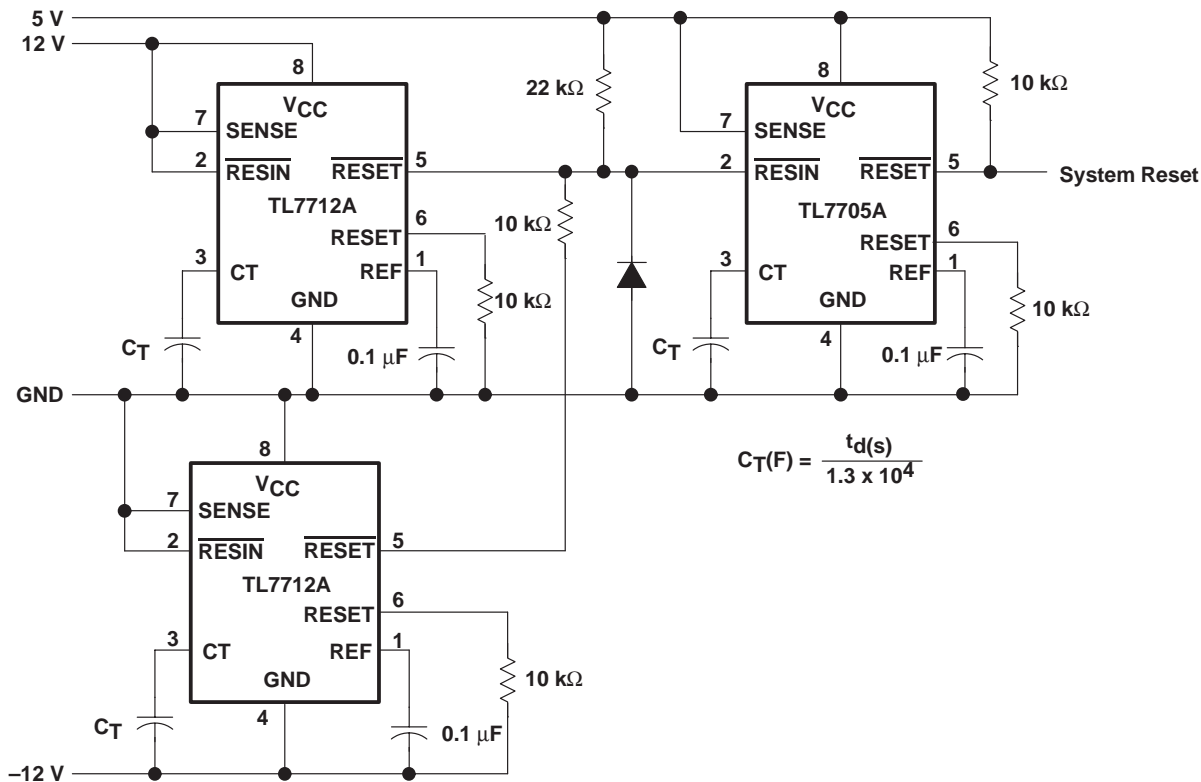 5 V
12 V
8
VCC
7
SENSE
2
RESIN
RESET
5
TL7712A
6
RESET
3
CT
REF
1
GND
4
CT
0.1 μF
10 kΩ
10 kΩ
22 kΩ
8
10 kΩ
VCC
7
SENSE
2
RESIN
RESET
5
System Reset
TL7705A
6
RESET
3
CT
REF
1
GND
4
CT
0.1 μF
10 kΩ
GND
CT(F) = td(s) / 1.3 x 10^4
8
VCC
7
SENSE
2
RESIN
RESET
5
TL7712A
6
RESET
3
CT
REF
1
GND
4
CT
0.1 μF
10 kΩ
–12 V